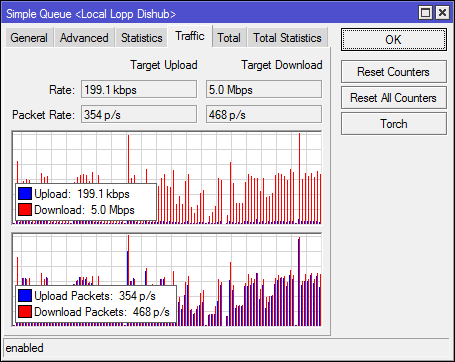 Simple Queue <Local Lopp Dishub>
General Advanced Statistics Traffic Total Total Statistics
Target Upload Target Download
Rate: 199.1 kbps 5.0 Mbps
Packet Rate: 354 p/s 468 p/s
Upload: 199.1 kbps
Download: 5.0 Mbps
Upload Packets: 354 p/s
Download Packets: 468 p/s
OK
Reset Counters
Reset All Counters
Torch
enabled